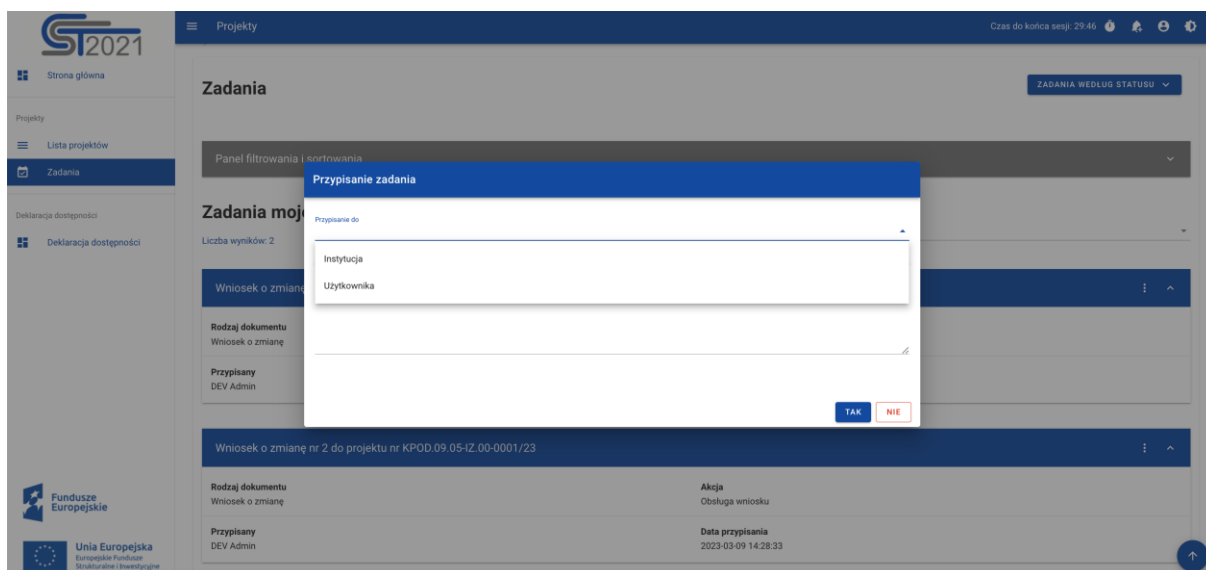 ST2021
Projekty
Czas do końca sesji: 29:46
Strona główna
Projekty
Lista projektów
Zadania
Deklaracja dostępności
Deklaracja dostępności
Zadania
ZADANIA WEDŁUG STATUSU
Panel filtrowania i sortowania
Zadania moj
Liczba wyników: 2
Przypisanie zadania
Przypisanie do
Instytucja
Użytkownika
TAK
NIE
Wniosek o zmianę
Rodzaj dokumentu
Wniosek o zmianę
Przypisany
DEV Admin
Wniosek o zmianę nr 2 do projektu nr KPOD.09.05-IZ.00-0001/23
Rodzaj dokumentu
Wniosek o zmianę
Akcja
Obsługa wniosku
Przypisany
DEV Admin
Data przypisania
2023-03-09 14:28:33
Fundusze
Europejskie
Unia Europejska
Europejskie Fundusze
Strukturalne i Inwestycyjne